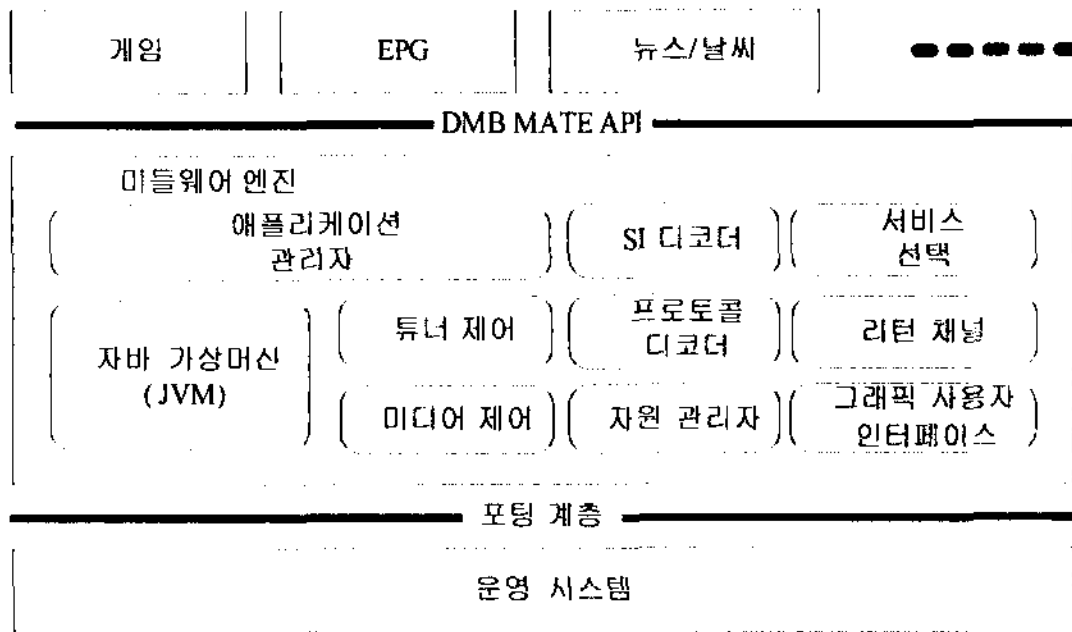 게임
EPG
뉴스/날씨
DMB MATE API
미들웨어 엔진
애플리케이션
관리자
SI 디코더
서비스
선택
자바 가상머신
(JVM)
튜너 제어
프로토콜
디코더
리턴 채널
미디어 제어
자원 관리자
그래픽 사용자
인터페이스
포팅 계층
운영 시스템